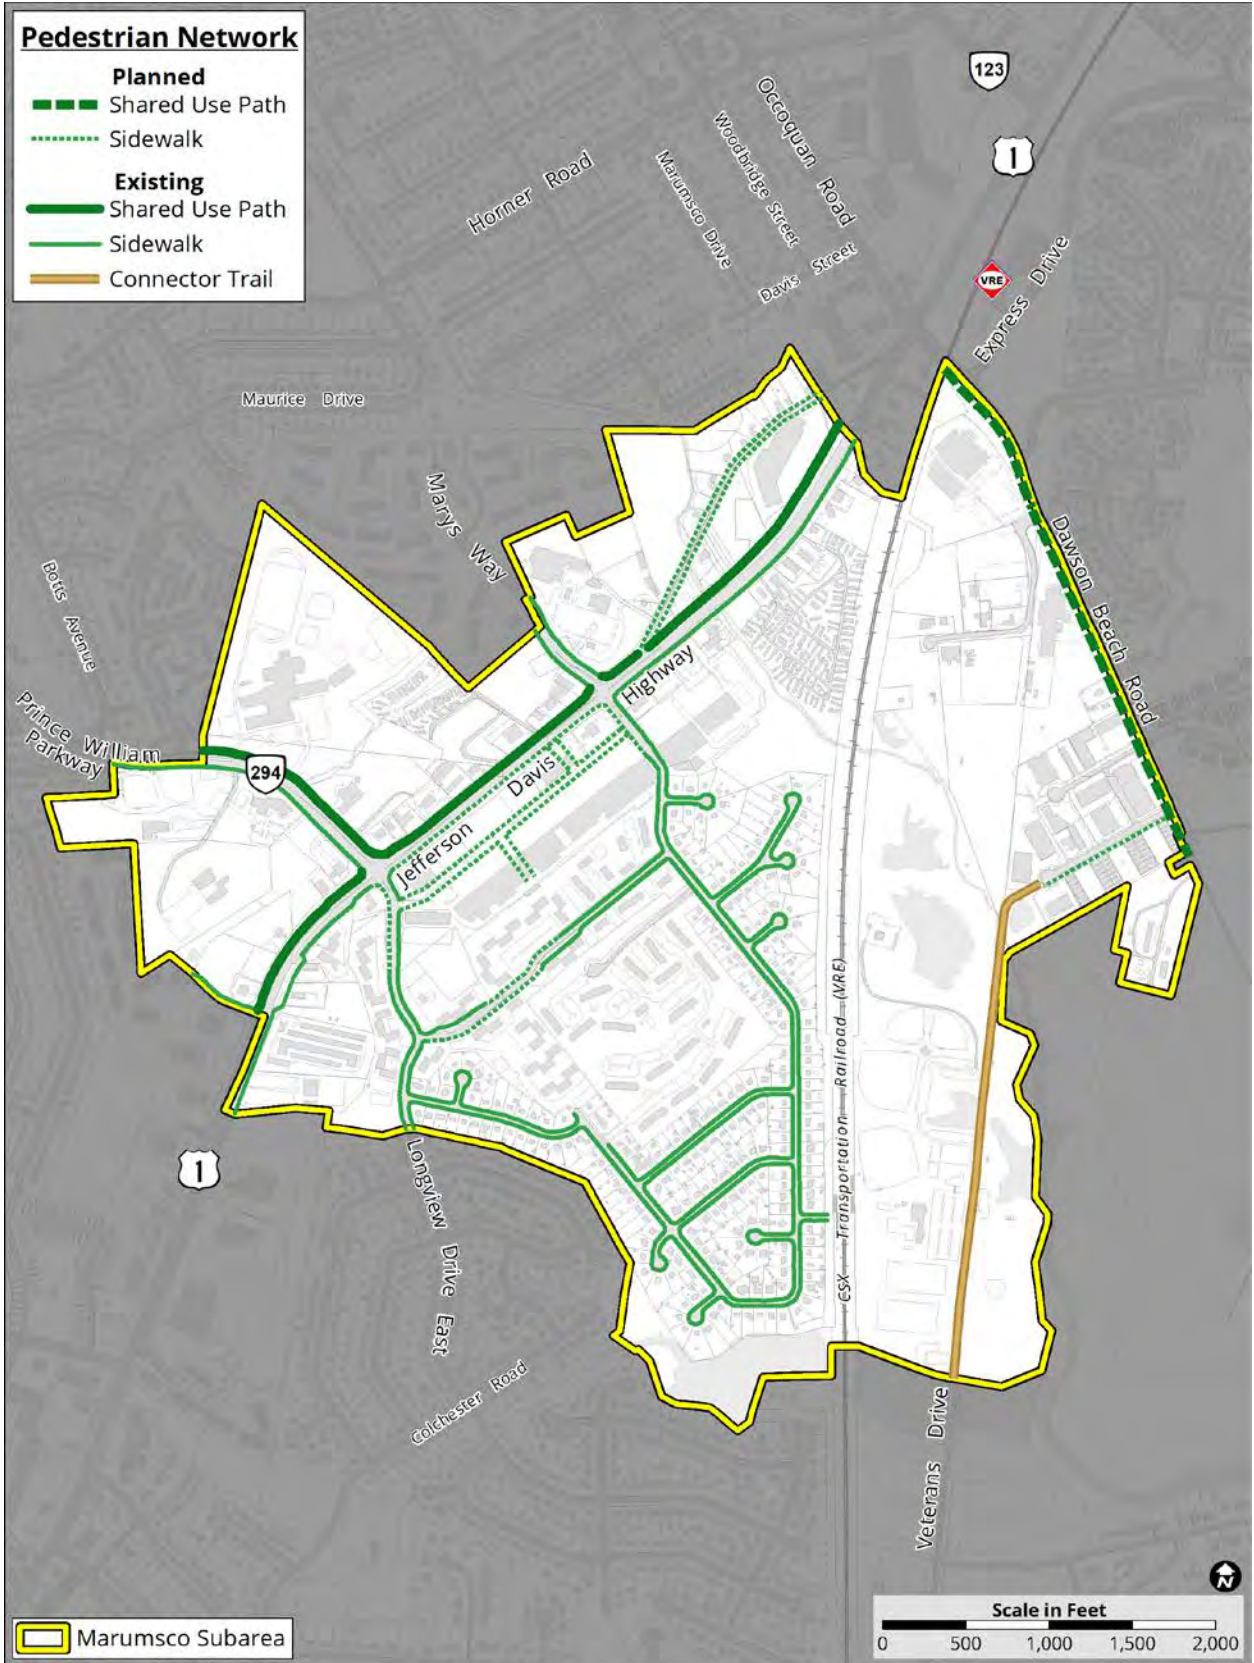 Pedestrian Network
Planned
Shared Use Path
Sidewalk
Existing
Shared Use Path
Sidewalk
Connector Trail
123
1
Occoquan Road
Woodbridge Street
Marumsco Drive
Horner Road
Davis Street
VRE
Express Drive
Maurice Drive
Marys Way
Botts Avenue
Dawson Beach Road
Prince William
Parkway
294
Jefferson Davis Highway
CSX Transportation Railroad (VRE)
1
Longview Drive East
Colchester Road
Veterans Drive
N
Marumsco Subarea
Scale in Feet
0 500 1,000 1,500 2,000